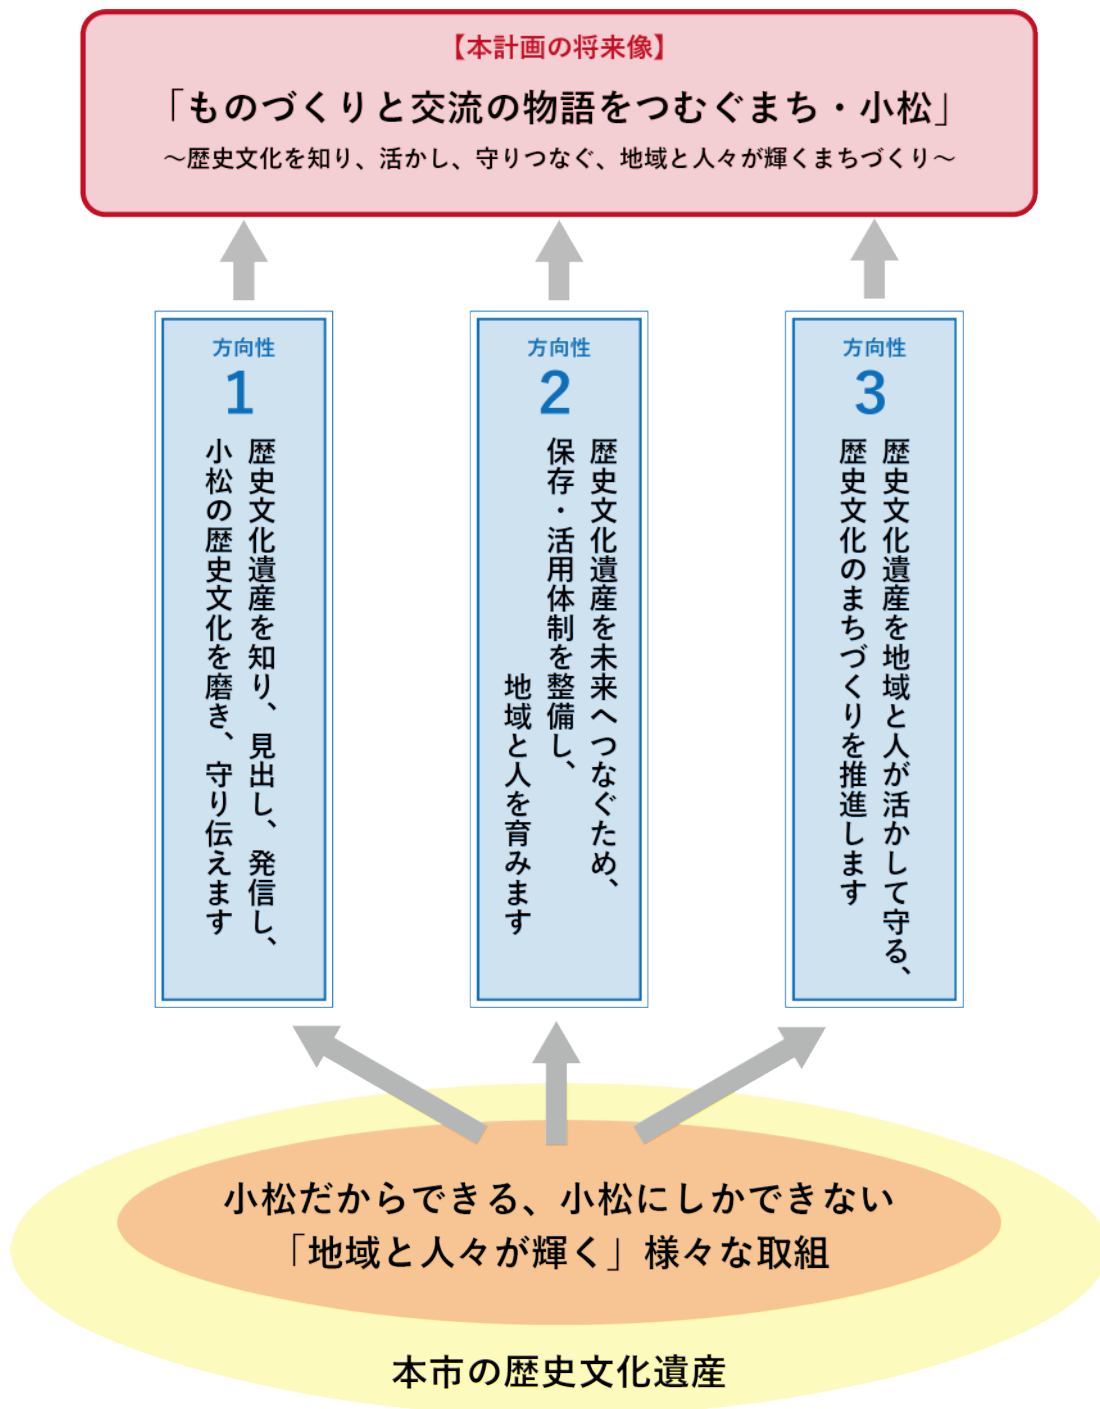 【本計画の将来像】
「ものづくりと交流の物語をつむぐまち・小松」
～歴史文化を知り、活かし、守りつなぐ、地域と人々が輝くまちづくり～
方向性
1
歴史文化遺産を知り、見出し、発信し、
小松の歴史文化を磨き、守り伝えます
方向性
2
歴史文化遺産を未来へつなぐため、
保存・活用体制を整備し、
地域と人を育みます
方向性
3
歴史文化遺産を地域と人が活かして守る、
歴史文化のまちづくりを推進します
小松だからできる、小松にしかできない
「地域と人々が輝く」様々な取組
本市の歴史文化遺産